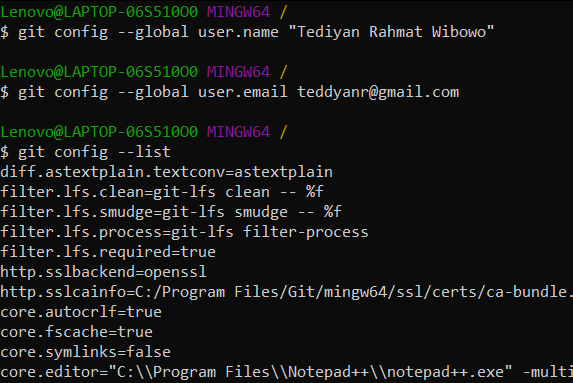 Lenovo@LAPTOP-06S510O0 MINGW64 /
$ git config --global user.name "Tediyan Rahmat Wibowo"
Lenovo@LAPTOP-06S510O0 MINGW64 /
$ git config --global user.email teddyanr@gmail.com
Lenovo@LAPTOP-06S510O0 MINGW64 /
$ git config --list
diff.astextplain.textconv=astextplain
filter.lfs.clean=git-lfs clean -- %f
filter.lfs.smudge=git-lfs smudge -- %f
filter.lfs.process=git-lfs filter-process
filter.lfs.required=true
http.sslbackend=openssl
http.sslcainfo=C:/Program Files/Git/mingw64/ssl/certs/ca-bundle.
core.autocrlf=true
core.fscache=true
core.symlinks=false
core.editor="C:\\Program Files\\Notepad++\\notepad++.exe" -multi